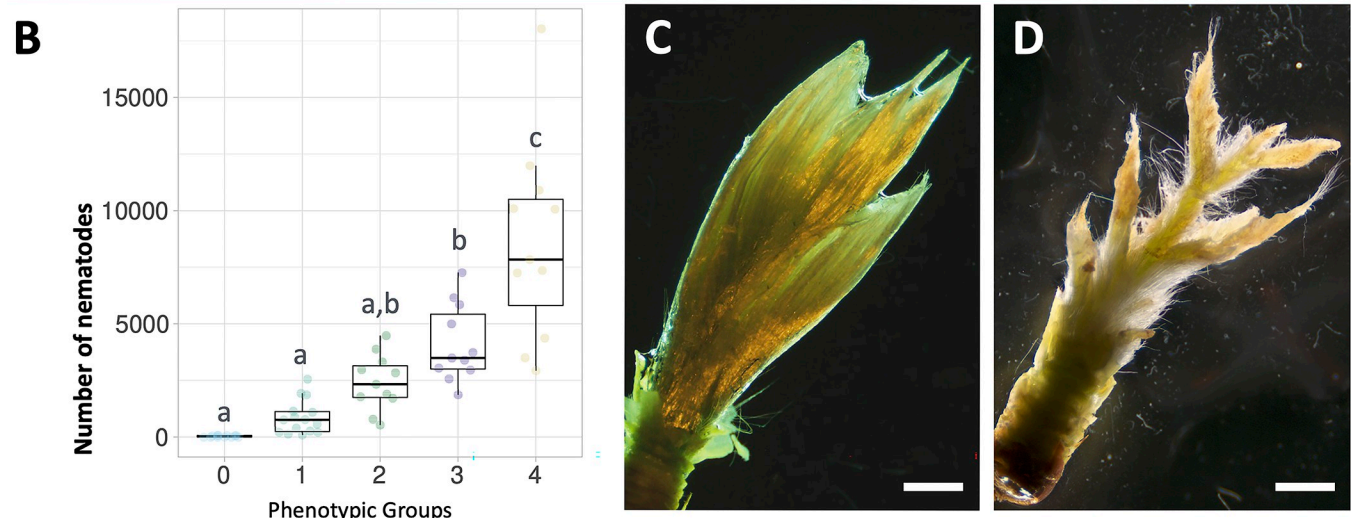 B
Number of nematodes
15000
10000
5000
0
a
a
a,b
b
c
0 1 2 3 4
Phenotypic Groups
C
D